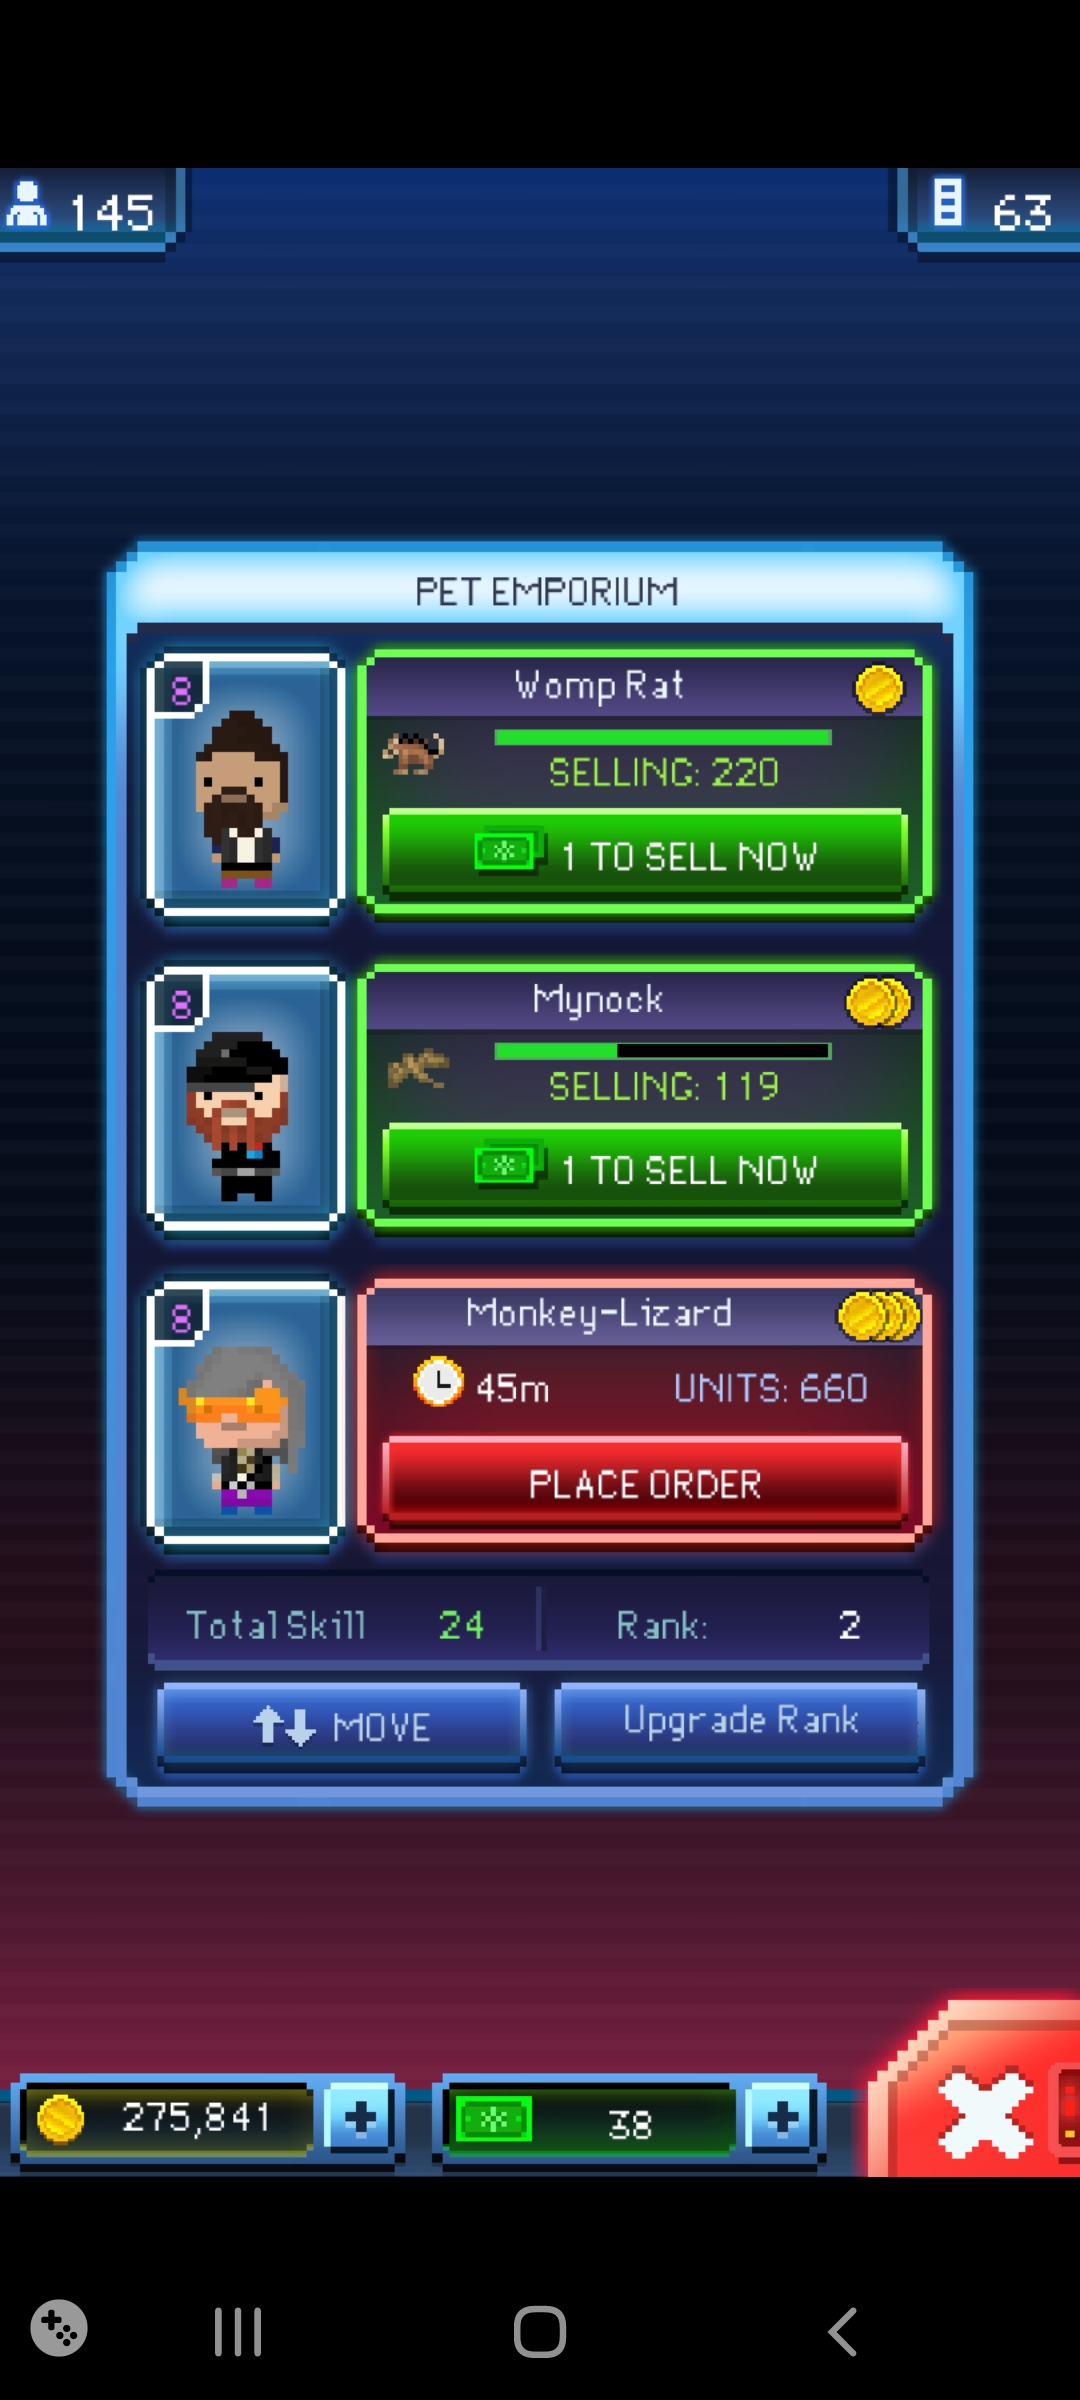 145
63
PET EMPORIUM
8
Womp Rat
SELLING: 220
1 TO SELL NOW
8
Mynock
SELLING: 119
1 TO SELL NOW
8
Monkey-Lizard
45m UNITS: 660
PLACE ORDER
Total Skill 24 Rank: 2
MOVE Upgrade Rank
275,841 38